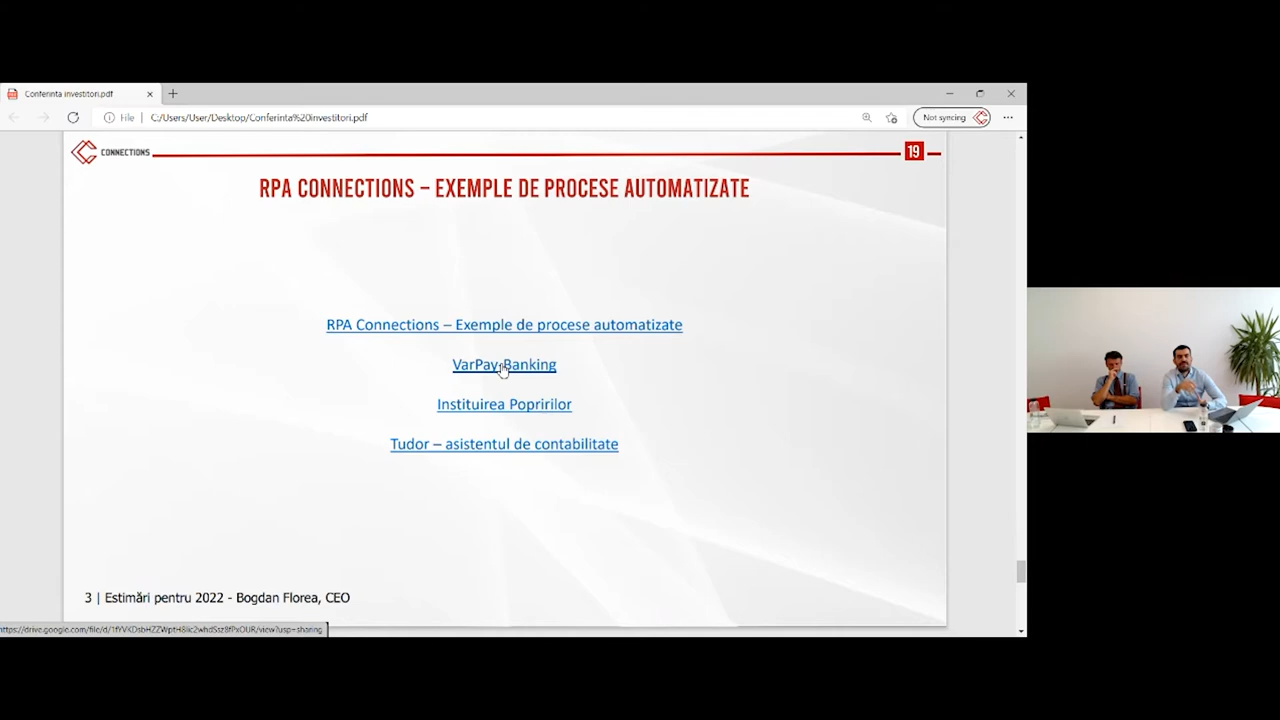 Conferinta investitori.pdf
File
C:/Users/User/Desktop/Conferinta%20investitori.pdf
Not syncing
CONNECTIONS
19
RPA CONNECTIONS – EXEMPLE DE PROCESE AUTOMATIZATE
RPA Connections – Exemple de procese automatizate
VarPay Banking
Instituirea Popririlor
Tudor – asistentul de contabilitate
3 | Estimări pentru 2022 - Bogdan Florea, CEO